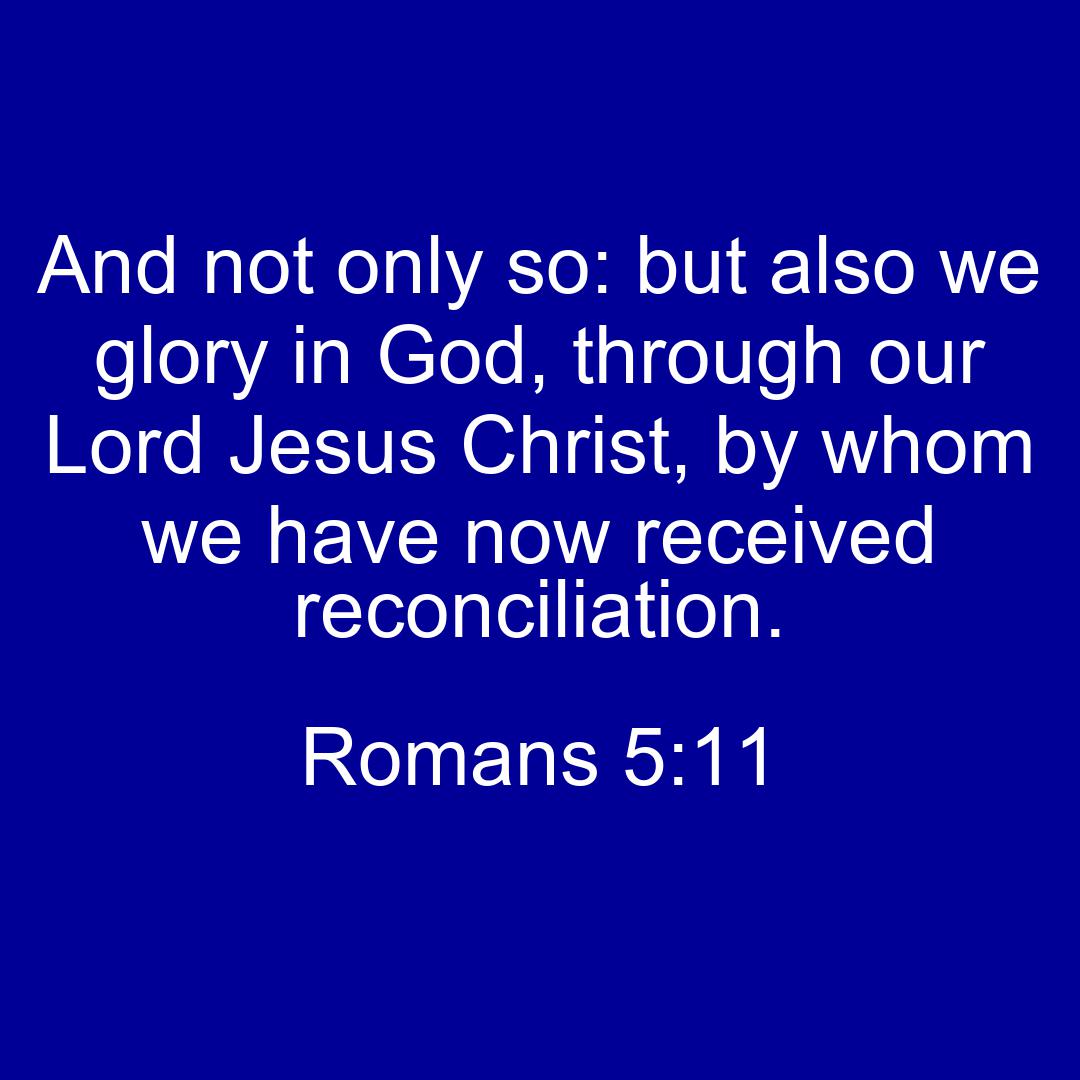 And not only so: but also we
glory in God, through our
Lord Jesus Christ, by whom
we have now received
reconciliation.
Romans 5:11